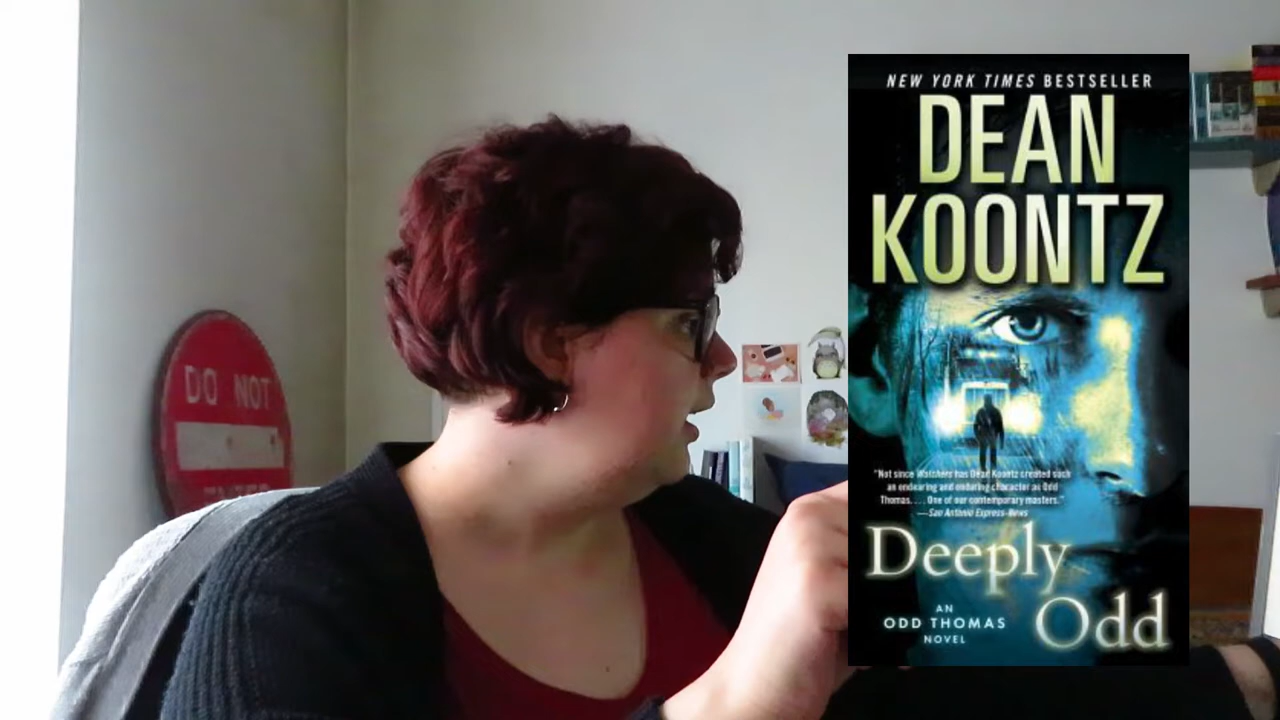 DO NOT
NEW YORK TIMES BESTSELLER
DEAN
KOONTZ
"Not since Watchers has Dean Koontz created such
an endearing and enduring character as Odd
Thomas. . . . One of our contemporary masters."
—San Antonio Express-News
Deeply
Odd
AN
ODD THOMAS
NOVEL